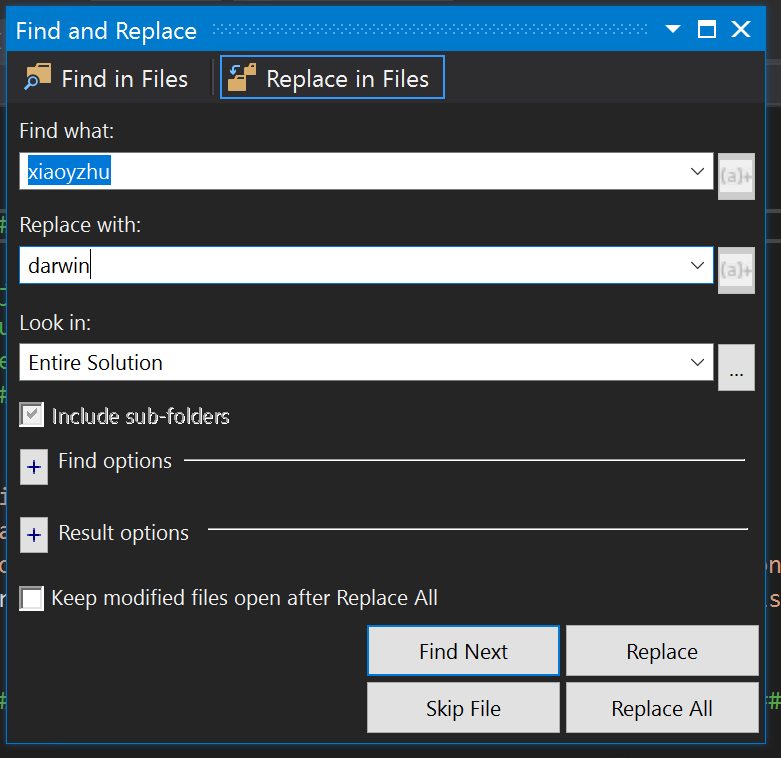 Find and Replace
Find in Files
Replace in Files
Find what:
xiaoyzhu
(a)+
Replace with:
darwin
(a)+
Look in:
Entire Solution
...
Include sub-folders
+ Find options
+ Result options
Keep modified files open after Replace All
Find Next
Replace
Skip File
Replace All